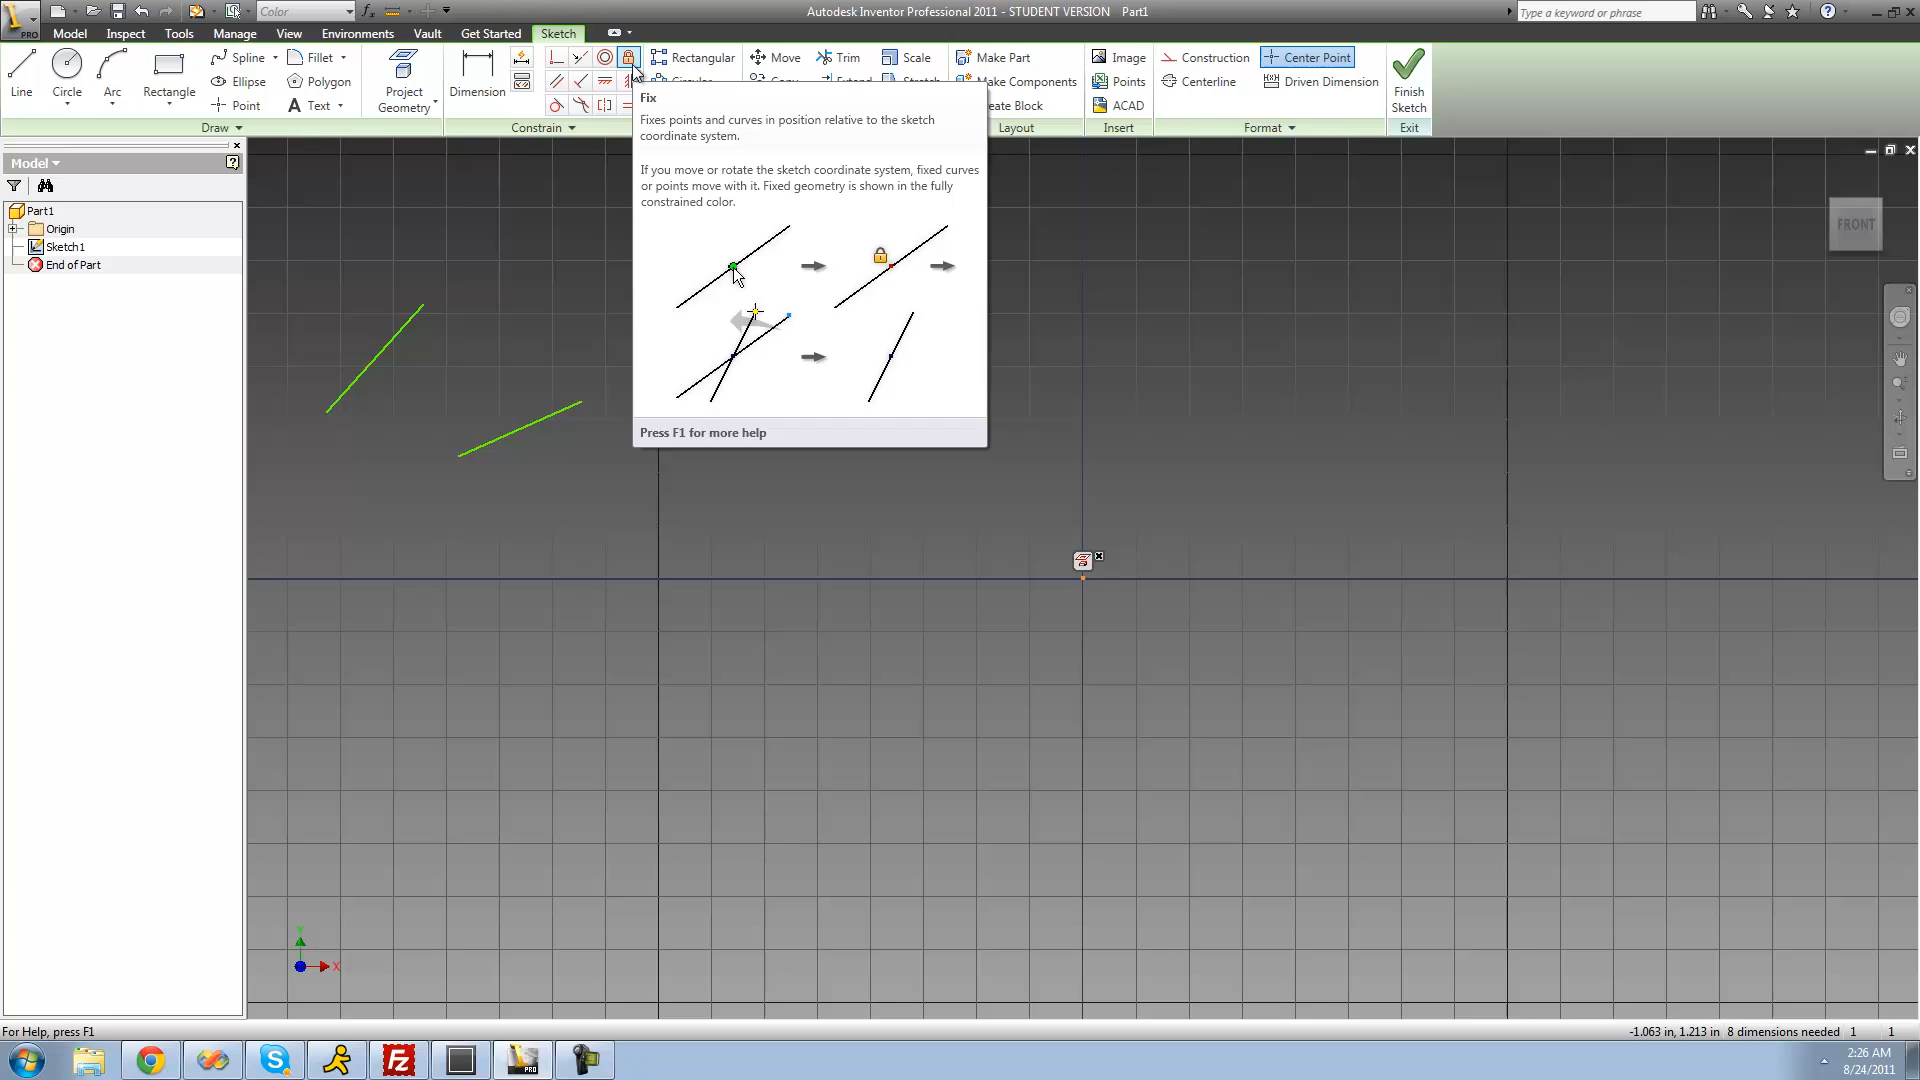 Color
Autodesk Inventor Professional 2011 - STUDENT VERSION Part1
Type a keyword or phrase
PRO
Model Inspect Tools Manage View Environments Vault Get Started Sketch
Line
Circle
Arc
Rectangle
Spline
Ellipse
Point
Fillet
Polygon
Text
Draw
Project
Geometry
Dimension
Constrain
Rectangular
Move
Copy
Trim
Extend
Scale
Stretch
Make Part
Make Components
Create Block
Layout
Image
Points
ACAD
Insert
Construction
Centerline
Center Point
Driven Dimension
Format
Finish
Sketch
Exit
Fix
Fixes points and curves in position relative to the sketch
coordinate system.
If you move or rotate the sketch coordinate system, fixed curves
or points move with it. Fixed geometry is shown in the fully
constrained color.
Press F1 for more help
Model
Part1
Origin
Sketch1
End of Part
FRONT
Y
X
For Help, press F1
-1.063 in, 1.213 in 8 dimensions needed 1 1
2:26 AM
8/24/2011